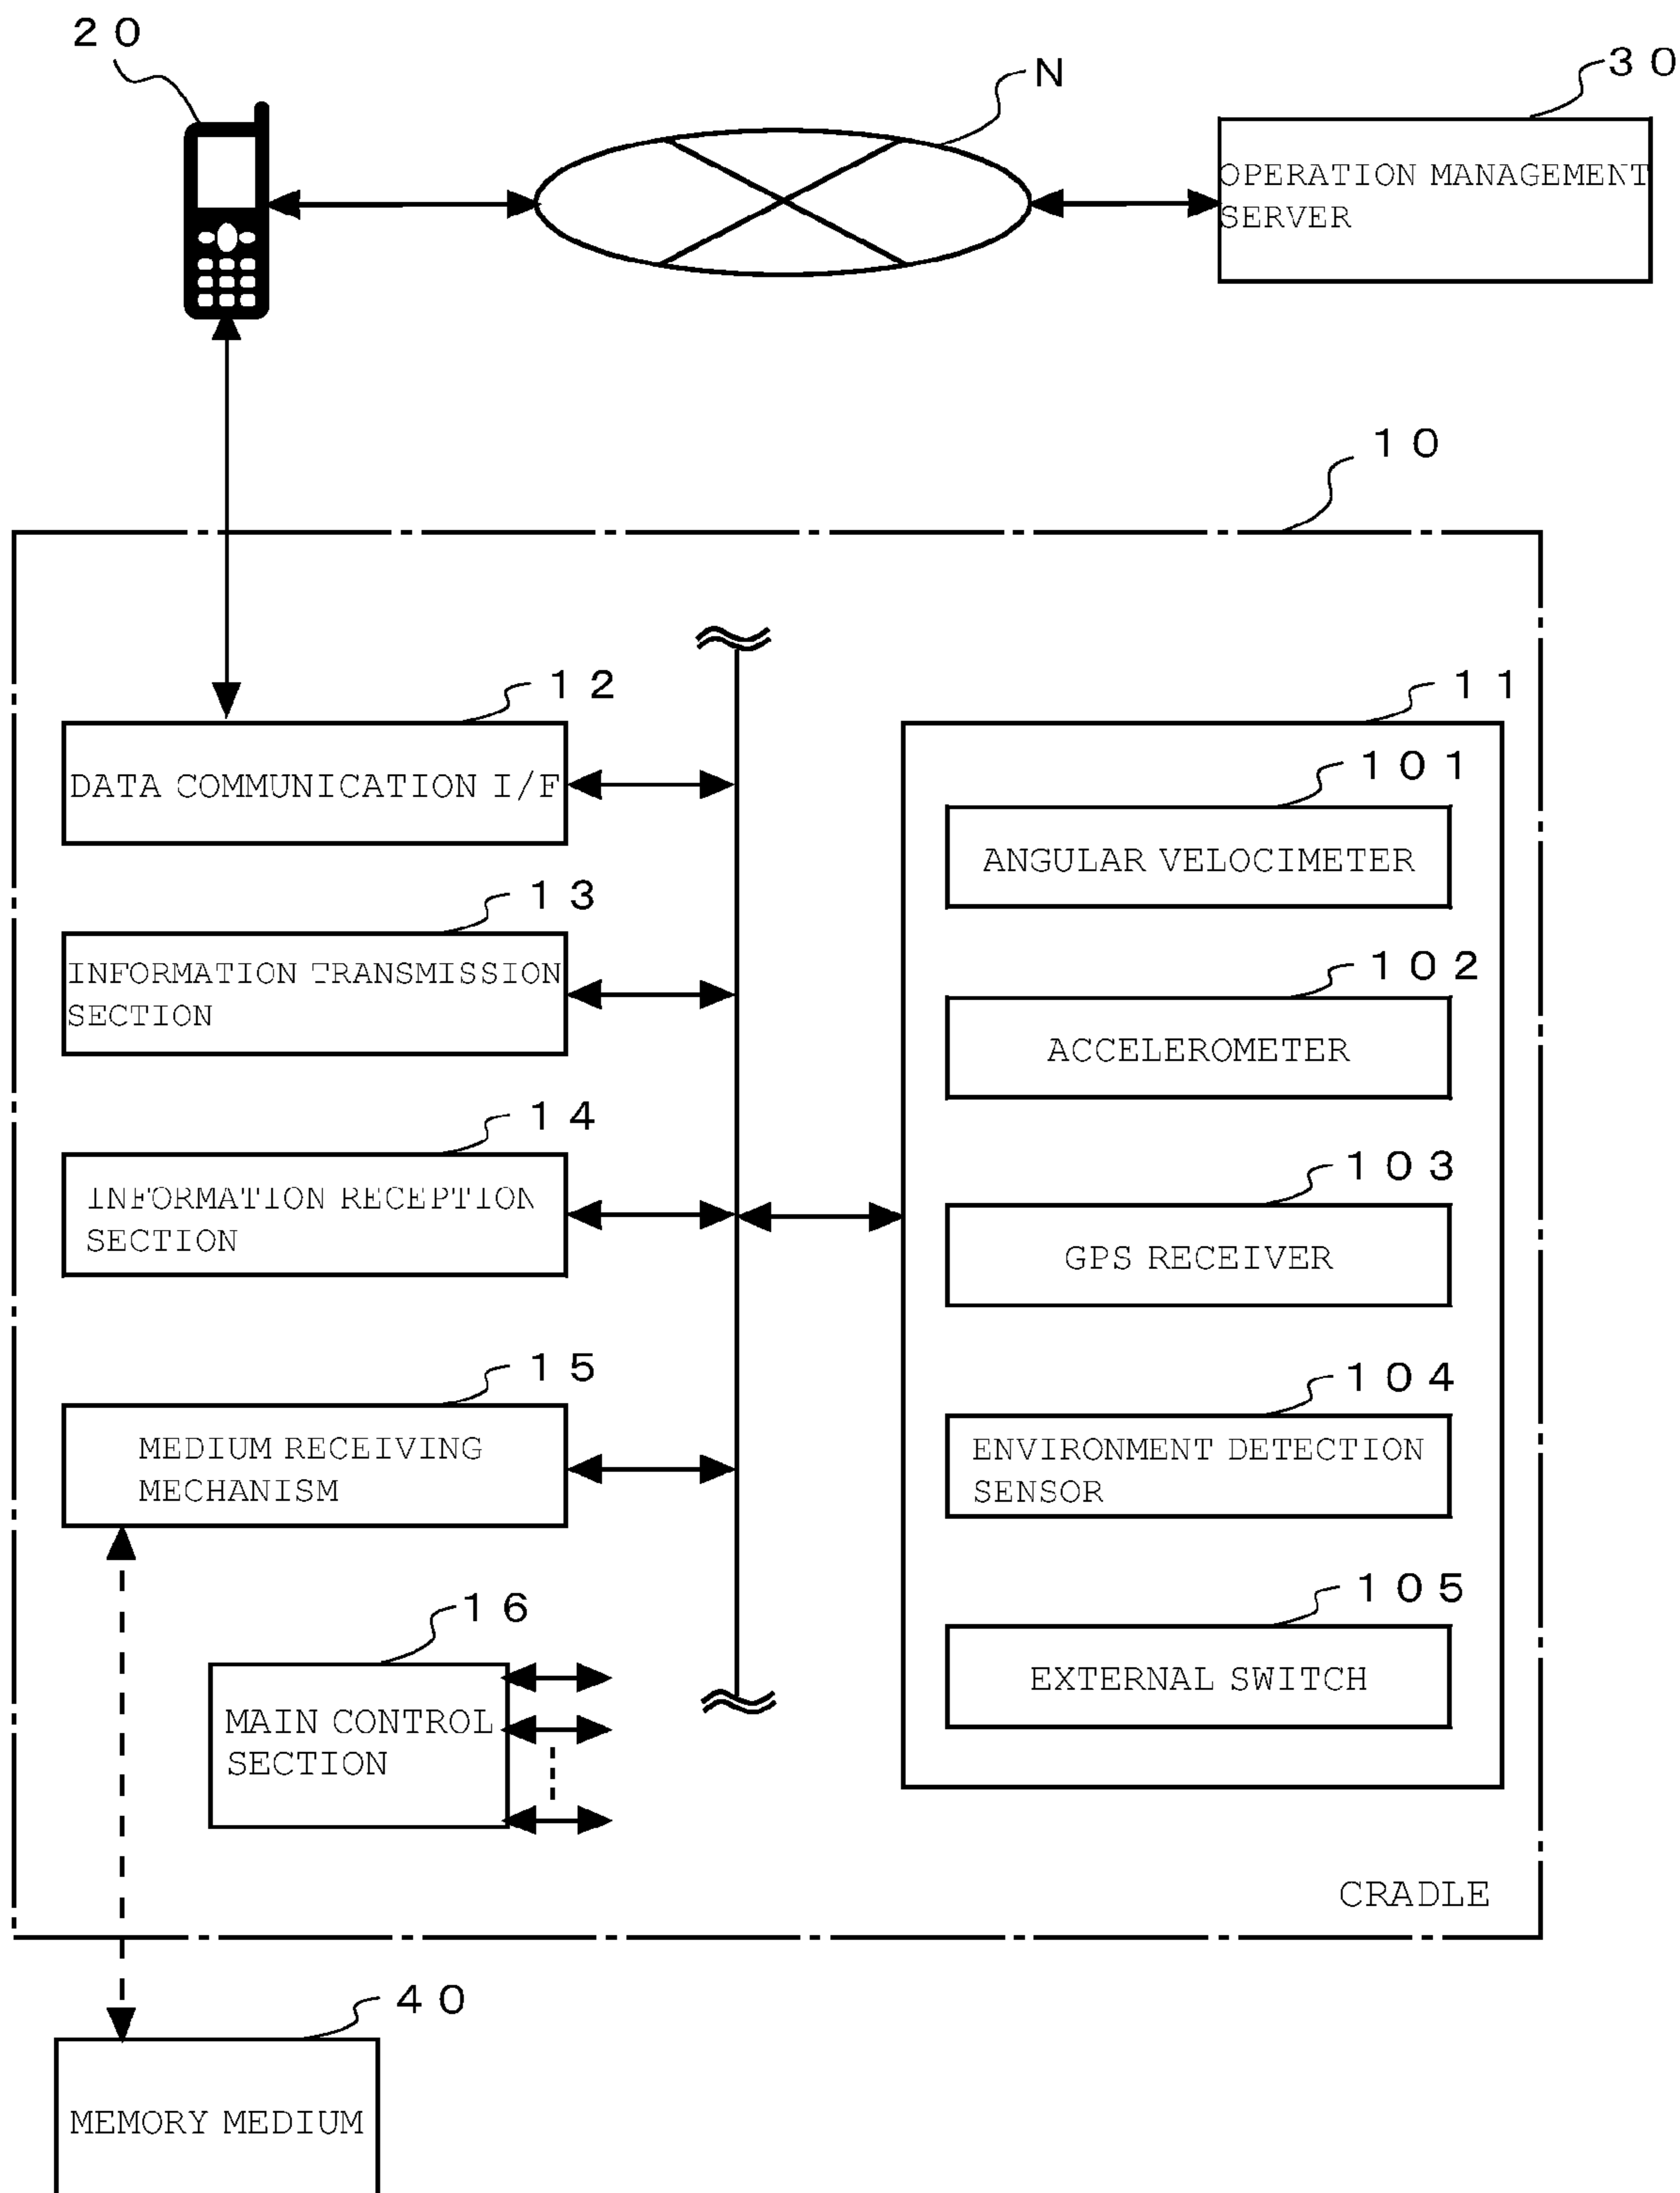 20
N
30
OPERATION MANAGEMENT
SERVER
10
12
DATA COMMUNICATION I/F
13
INFORMATION TRANSMISSION
SECTION
14
INFORMATION RECEPTION
SECTION
15
MEDIUM RECEIVING
MECHANISM
16
MAIN CONTROL
SECTION
11
101
ANGULAR VELOCIMETER
102
ACCELEROMETER
103
GPS RECEIVER
104
ENVIRONMENT DETECTION
SENSOR
105
EXTERNAL SWITCH
CRADLE
40
MEMORY MEDIUM